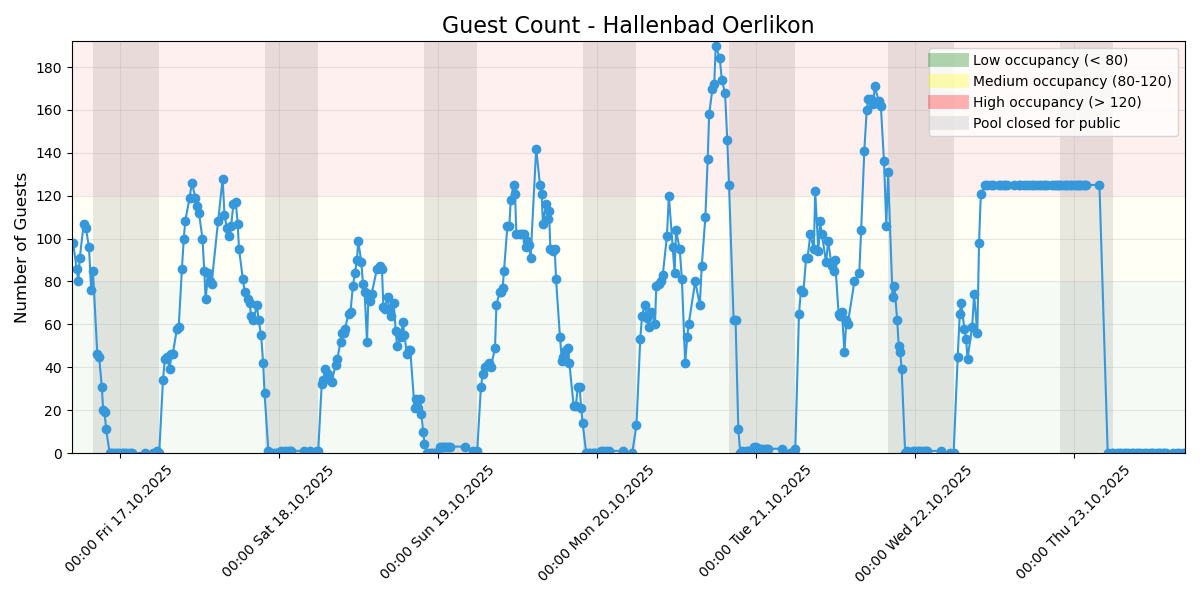 Guest Count - Hallenbad Oerlikon
Number of Guests
180
160
140
120
100
80
60
40
20
0
Low occupancy (< 80)
Medium occupancy (80-120)
High occupancy (> 120)
Pool closed for public
00:00 Fri 17.10.2025
00:00 Sat 18.10.2025
00:00 Sun 19.10.2025
00:00 Mon 20.10.2025
00:00 Tue 21.10.2025
00:00 Wed 22.10.2025
00:00 Thu 23.10.2025